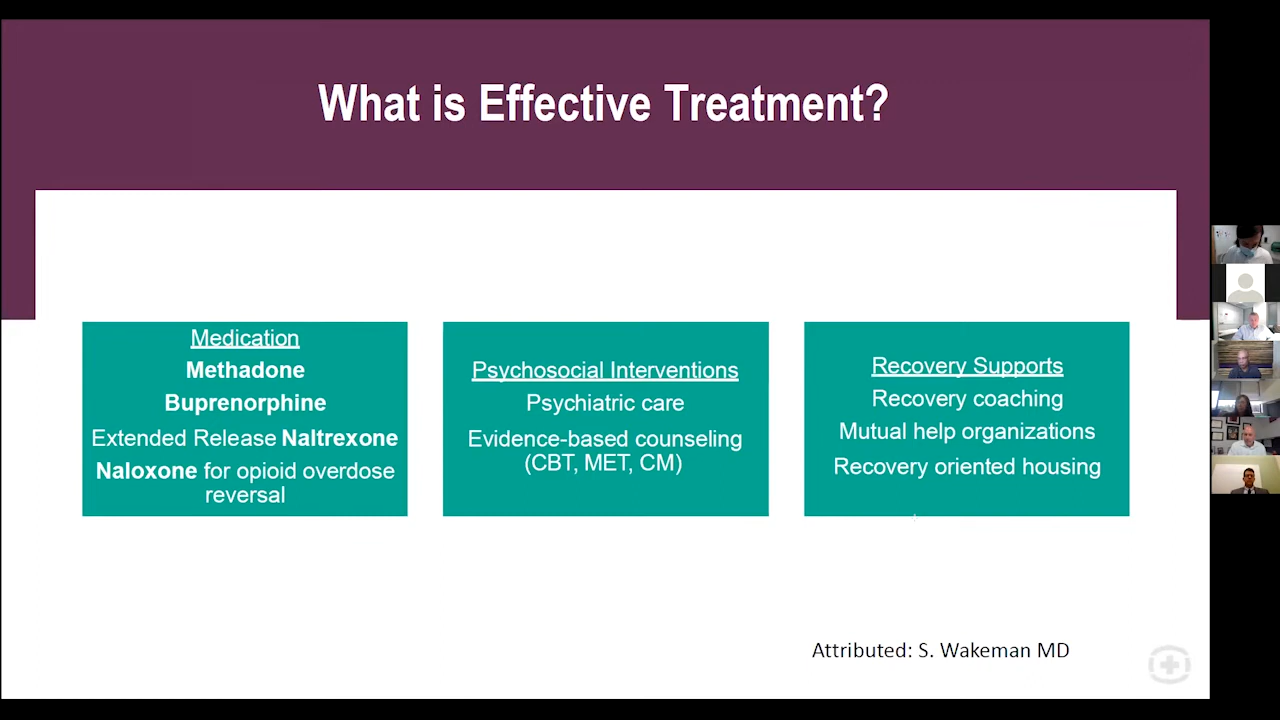 What is Effective Treatment?
Medication
Methadone
Buprenorphine
Extended Release Naltrexone
Naloxone for opioid overdose
reversal
Psychosocial Interventions
Psychiatric care
Evidence-based counseling
(CBT, MET, CM)
Recovery Supports
Recovery coaching
Mutual help organizations
Recovery oriented housing
Attributed: S. Wakeman MD